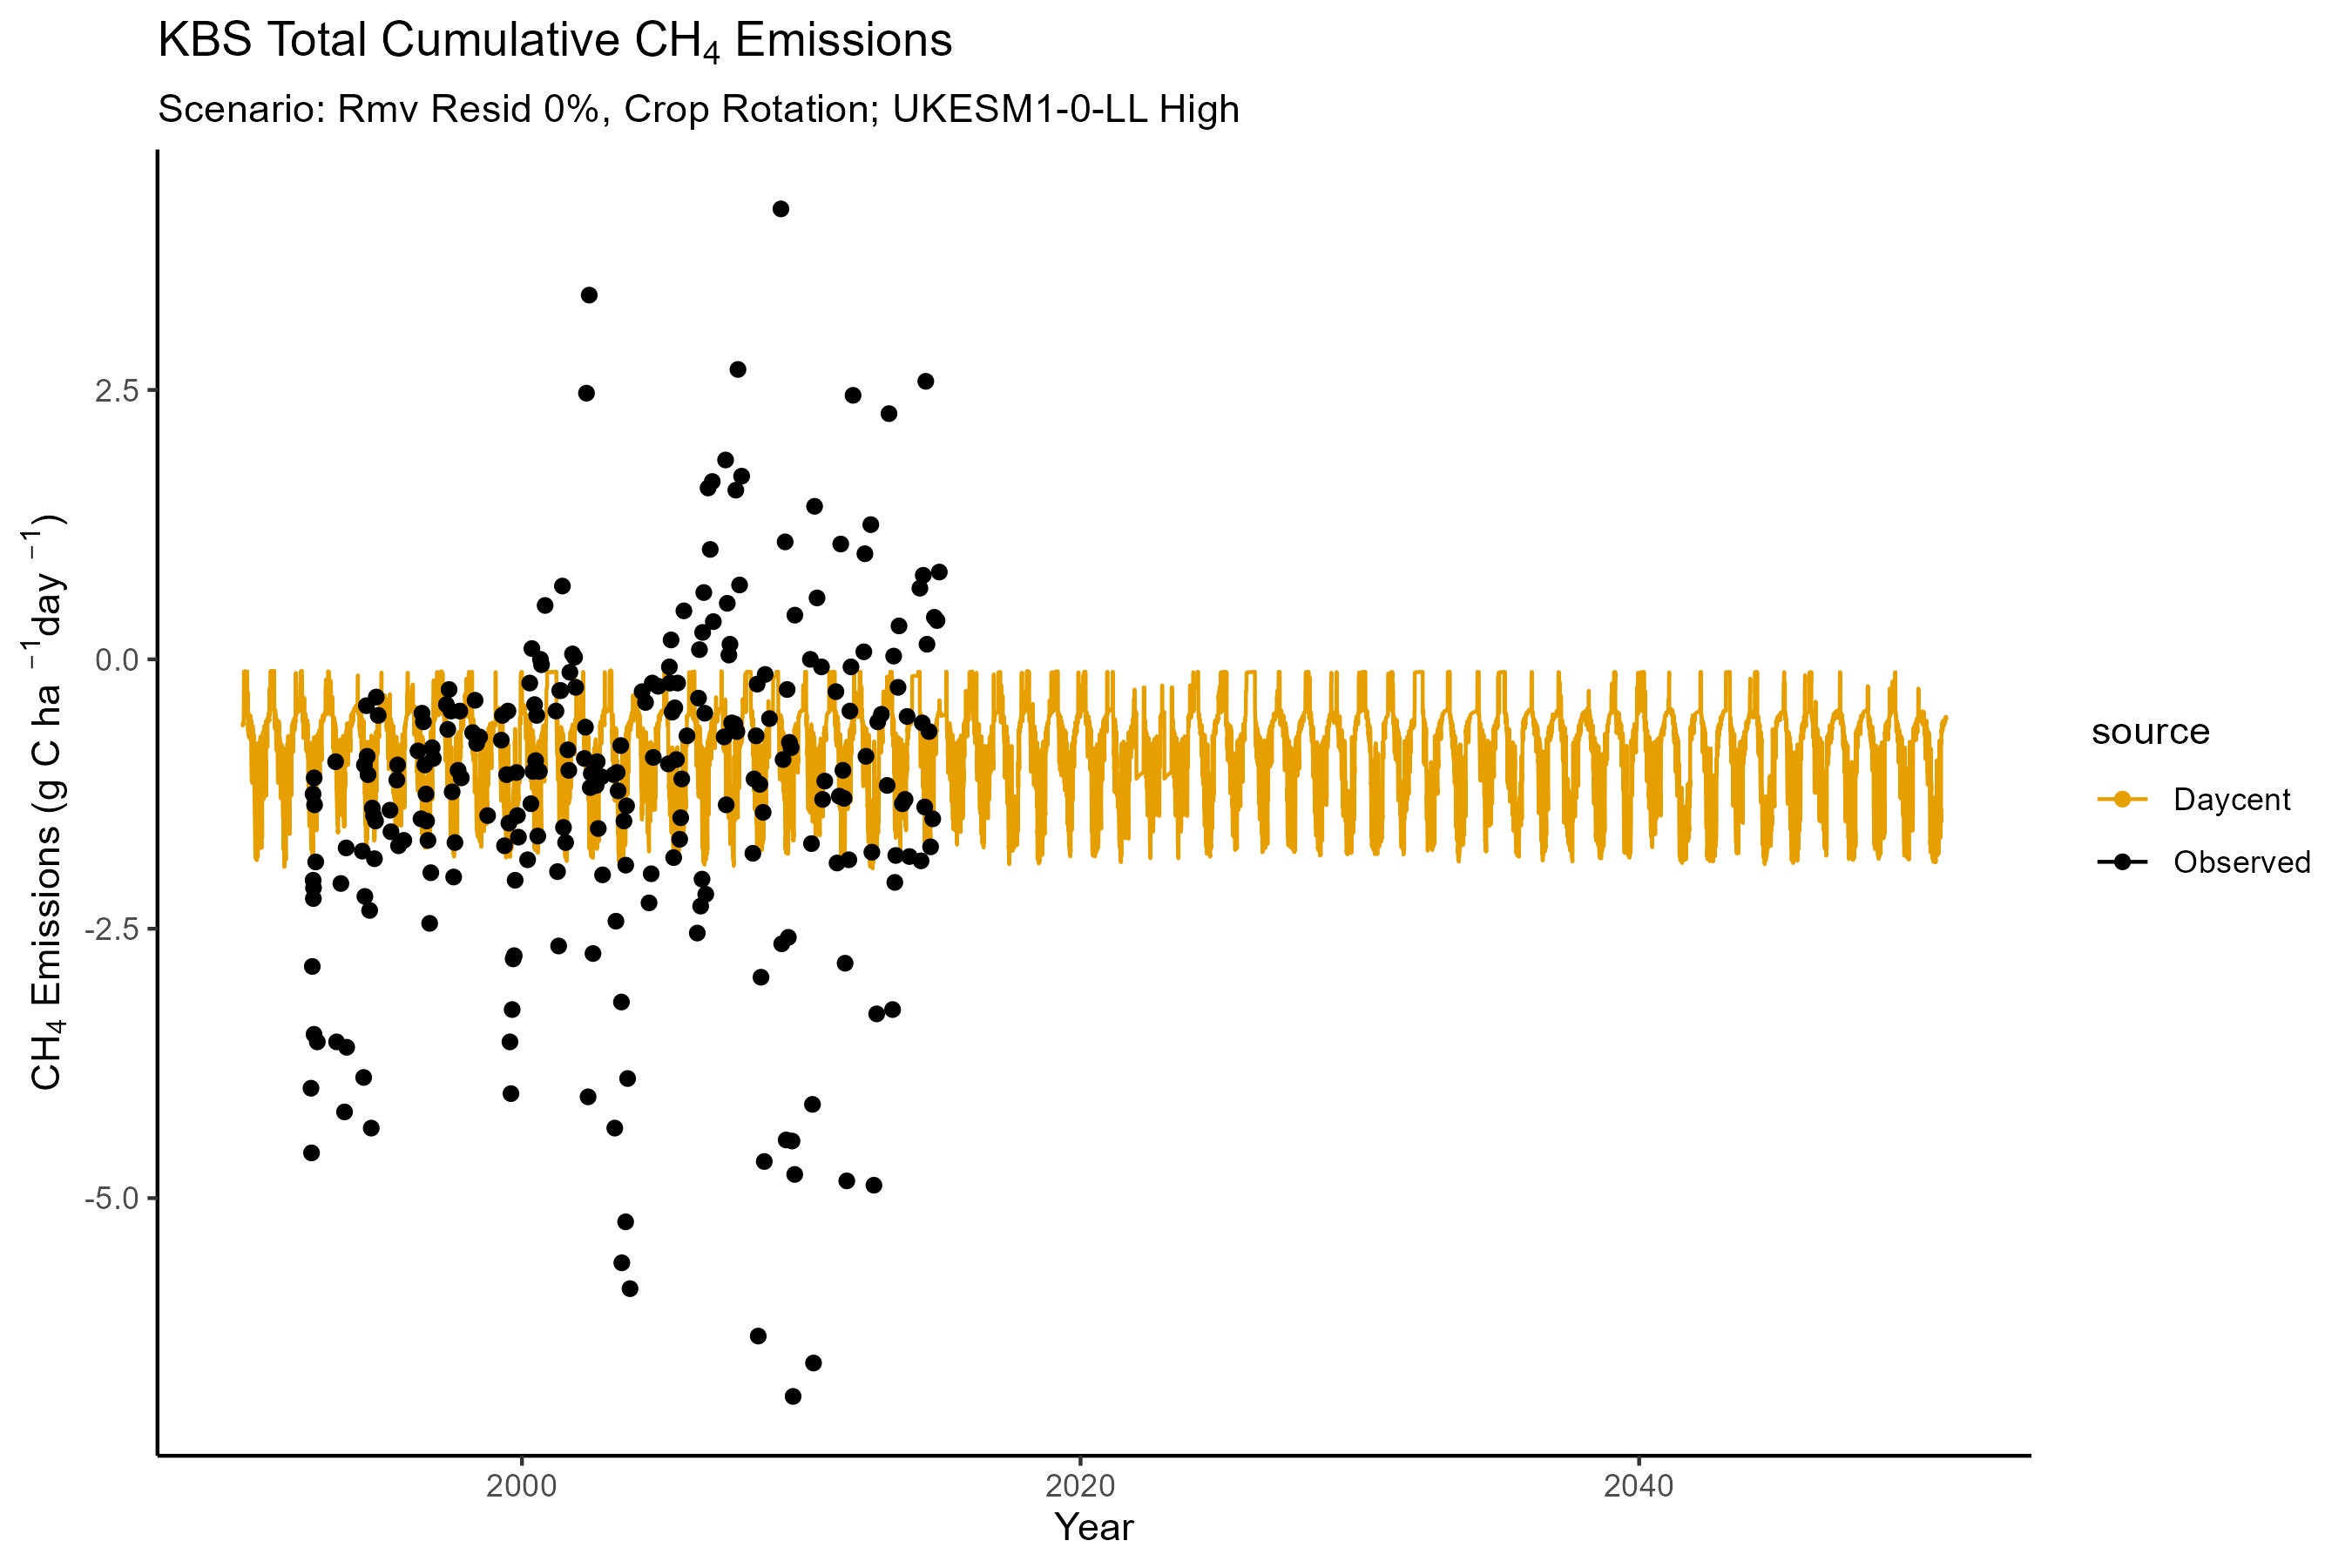 KBS Total Cumulative CH₄ Emissions
Scenario: Rmv Resid 0%, Crop Rotation; UKESM1-0-LL High
CH₄ Emissions (g C ha ⁻¹day ⁻¹)
2.5
0.0
-2.5
-5.0
2000
2020
2040
Year
source
Daycent
Observed